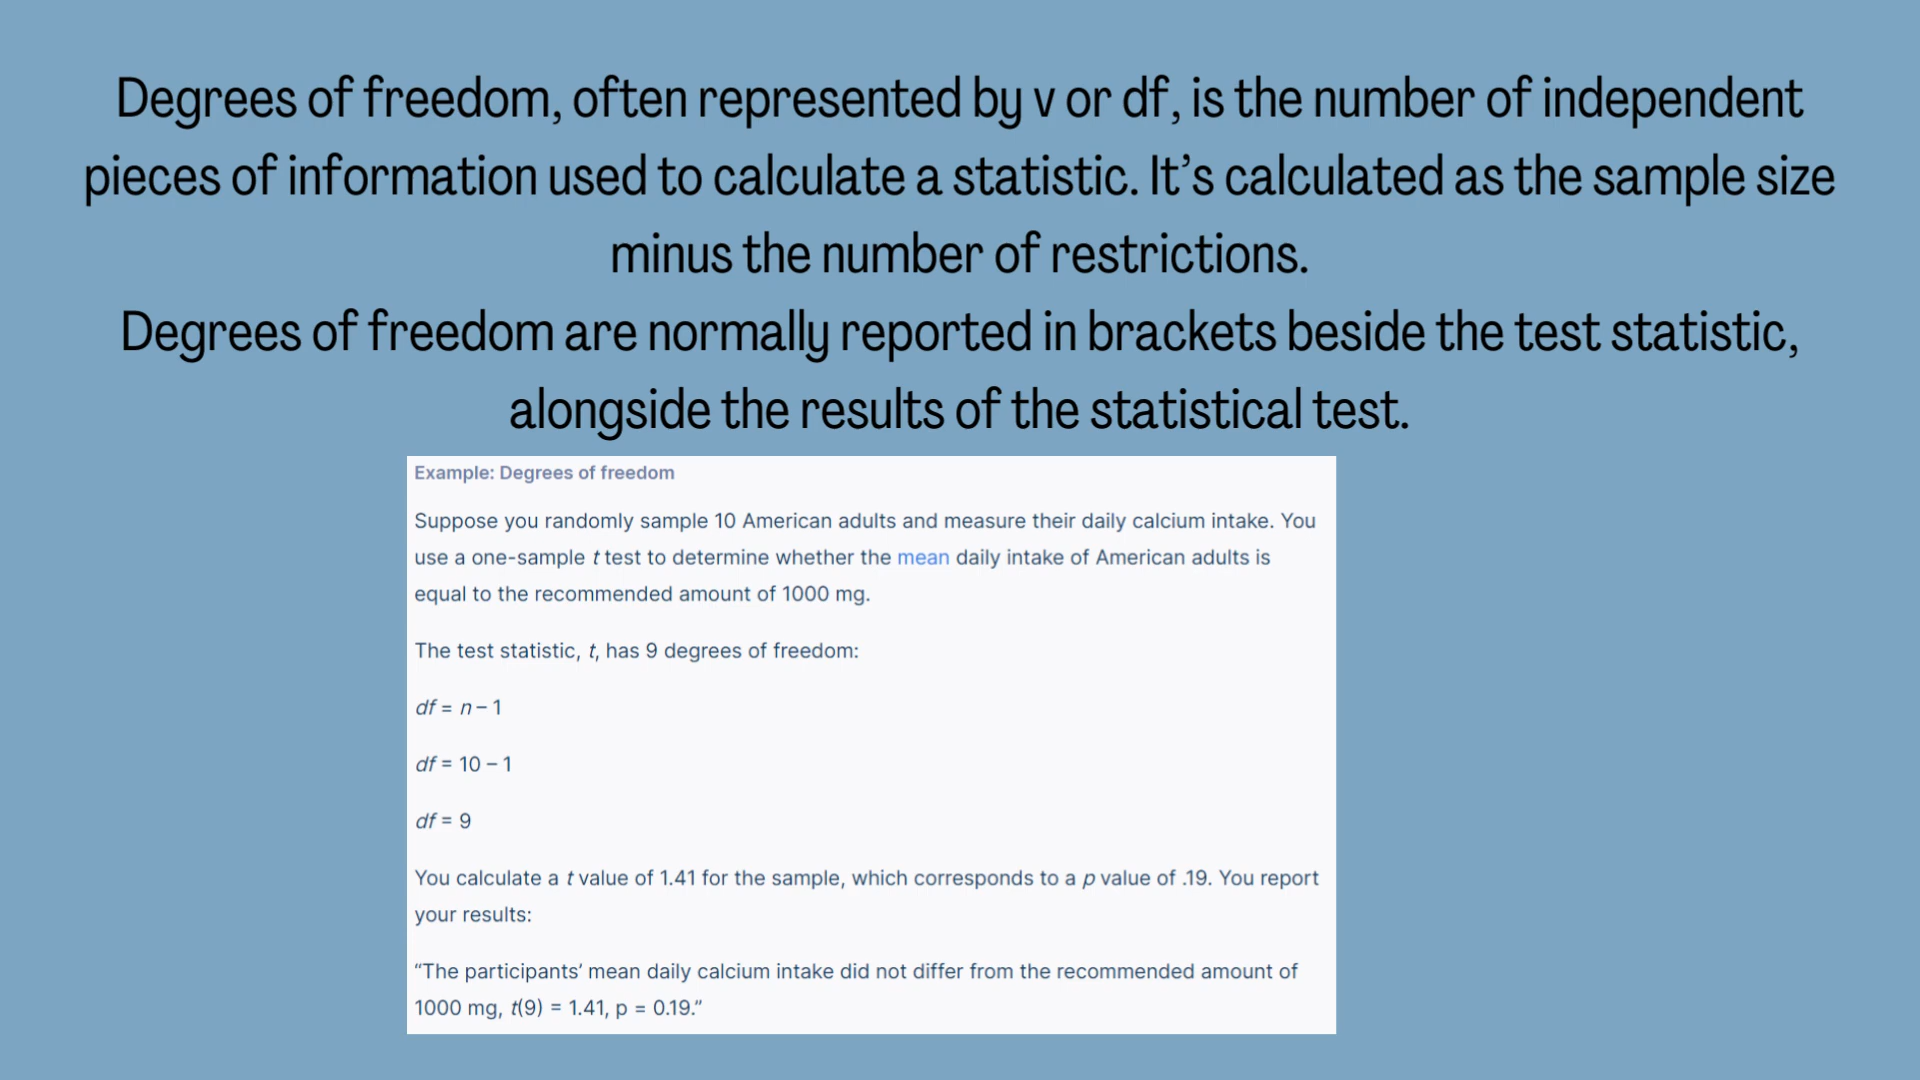 Degrees of freedom, often represented by v or df, is the number of independent
pieces of information used to calculate a statistic. It’s calculated as the sample size
minus the number of restrictions.
Degrees of freedom are normally reported in brackets beside the test statistic,
alongside the results of the statistical test.
Example: Degrees of freedom
Suppose you randomly sample 10 American adults and measure their daily calcium intake. You
use a one-sample t test to determine whether the mean daily intake of American adults is
equal to the recommended amount of 1000 mg.
The test statistic, t, has 9 degrees of freedom:
df = n – 1
df = 10 – 1
df = 9
You calculate a t value of 1.41 for the sample, which corresponds to a p value of .19. You report
your results:
“The participants’ mean daily calcium intake did not differ from the recommended amount of
1000 mg, t(9) = 1.41, p = 0.19.”